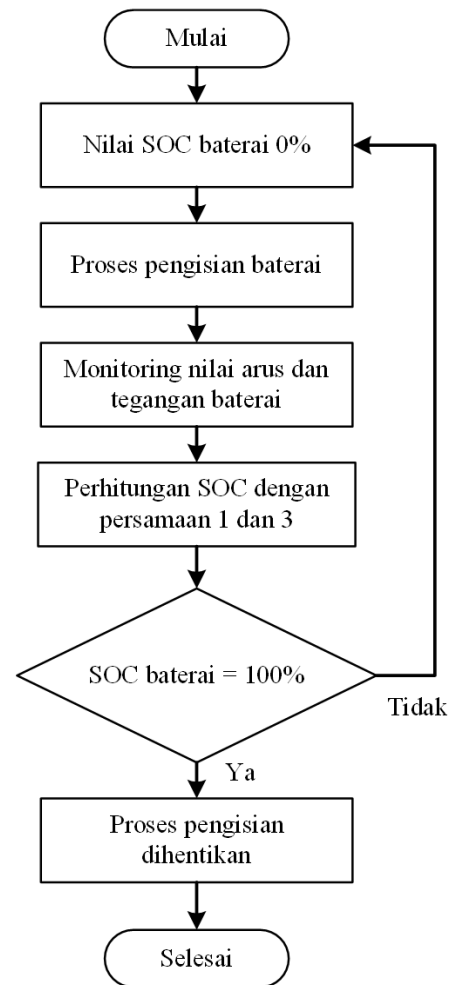 Mulai
Nilai SOC baterai 0%
Proses pengisian baterai
Monitoring nilai arus dan
tegangan baterai
Perhitungan SOC dengan
persamaan 1 dan 3
SOC baterai = 100%
Tidak
Ya
Proses pengisian
dihentikan
Selesai